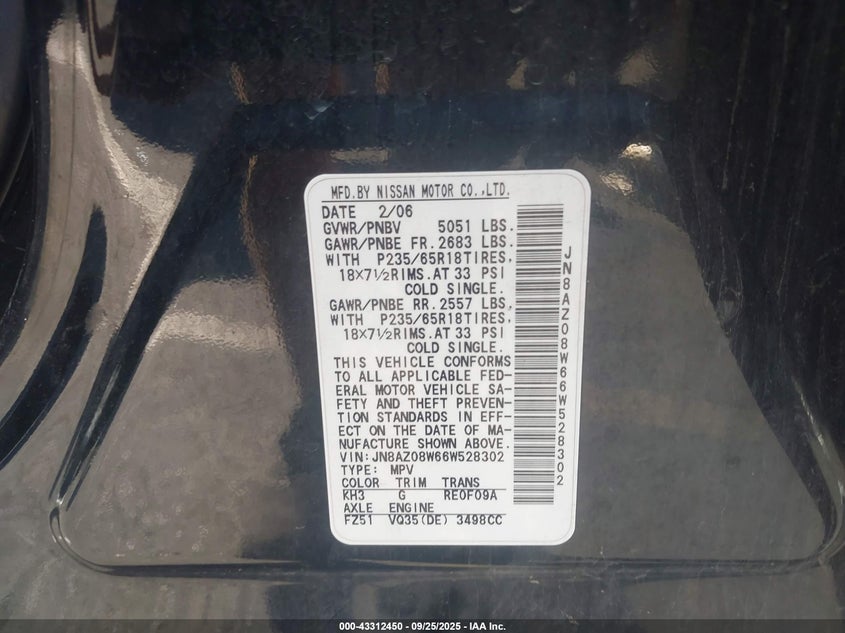 MFD.BY NISSAN MOTOR CO.,LTD.
DATE 2/06
GVWR/PNBV 5051 LBS.
GAWR/PNBE FR. 2683 LBS.
WITH P235/65R18TIRES.
18×7½RIMS.AT 33 PSI
COLD SINGLE.
GAWR/PNBE RR. 2557 LBS.
WITH P235/65R18TIRES.
18×7½RIMS.AT 33 PSI
COLD SINGLE.
THIS VEHICLE CONFORMS
TO ALL APPLICABLE FED-
ERAL MOTOR VEHICLE SA-
FETY AND THEFT PREVEN-
TION STANDARDS IN EFF-
ECT ON THE DATE OF MA-
NUFACTURE SHOWN ABOVE.
VIN:JN8AZ08W66W528302
TYPE: MPV
COLOR TRIM TRANS
KH3 G RE0F09A
AXLE ENGINE
FZ51 VQ35(DE) 3498CC
JN8AZ08W66W528302
000-43312450 - 09/25/2025 - IAA Inc.